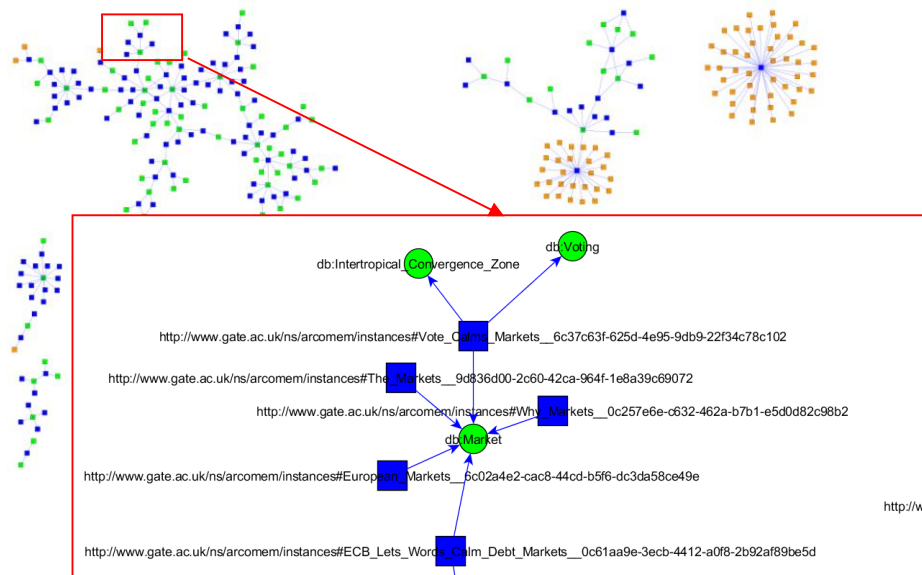 db:Voting
db:Intertropical_Convergence_Zone
http://www.gate.ac.uk/ns/arcomem/instances#Vote_Calms_Markets__6c37c63f-625d-4e95-9db9-22f34c78c102
http://www.gate.ac.uk/ns/arcomem/instances#The_Markets__9d836d00-2c60-42ca-964f-1e8a39c69072
http://www.gate.ac.uk/ns/arcomem/instances#Why_Markets__0c257e6e-c632-462a-b7b1-e5d0d82c98b2
db:Market
http://www.gate.ac.uk/ns/arcomem/instances#European_Markets__6c02a4e2-cac8-44cd-b5f6-dc3da58ce49e
http://w
http://www.gate.ac.uk/ns/arcomem/instances#ECB_Lets_Words_Calm_Debt_Markets__0c61aa9e-3ecb-4412-a0f8-2b92af89be5d